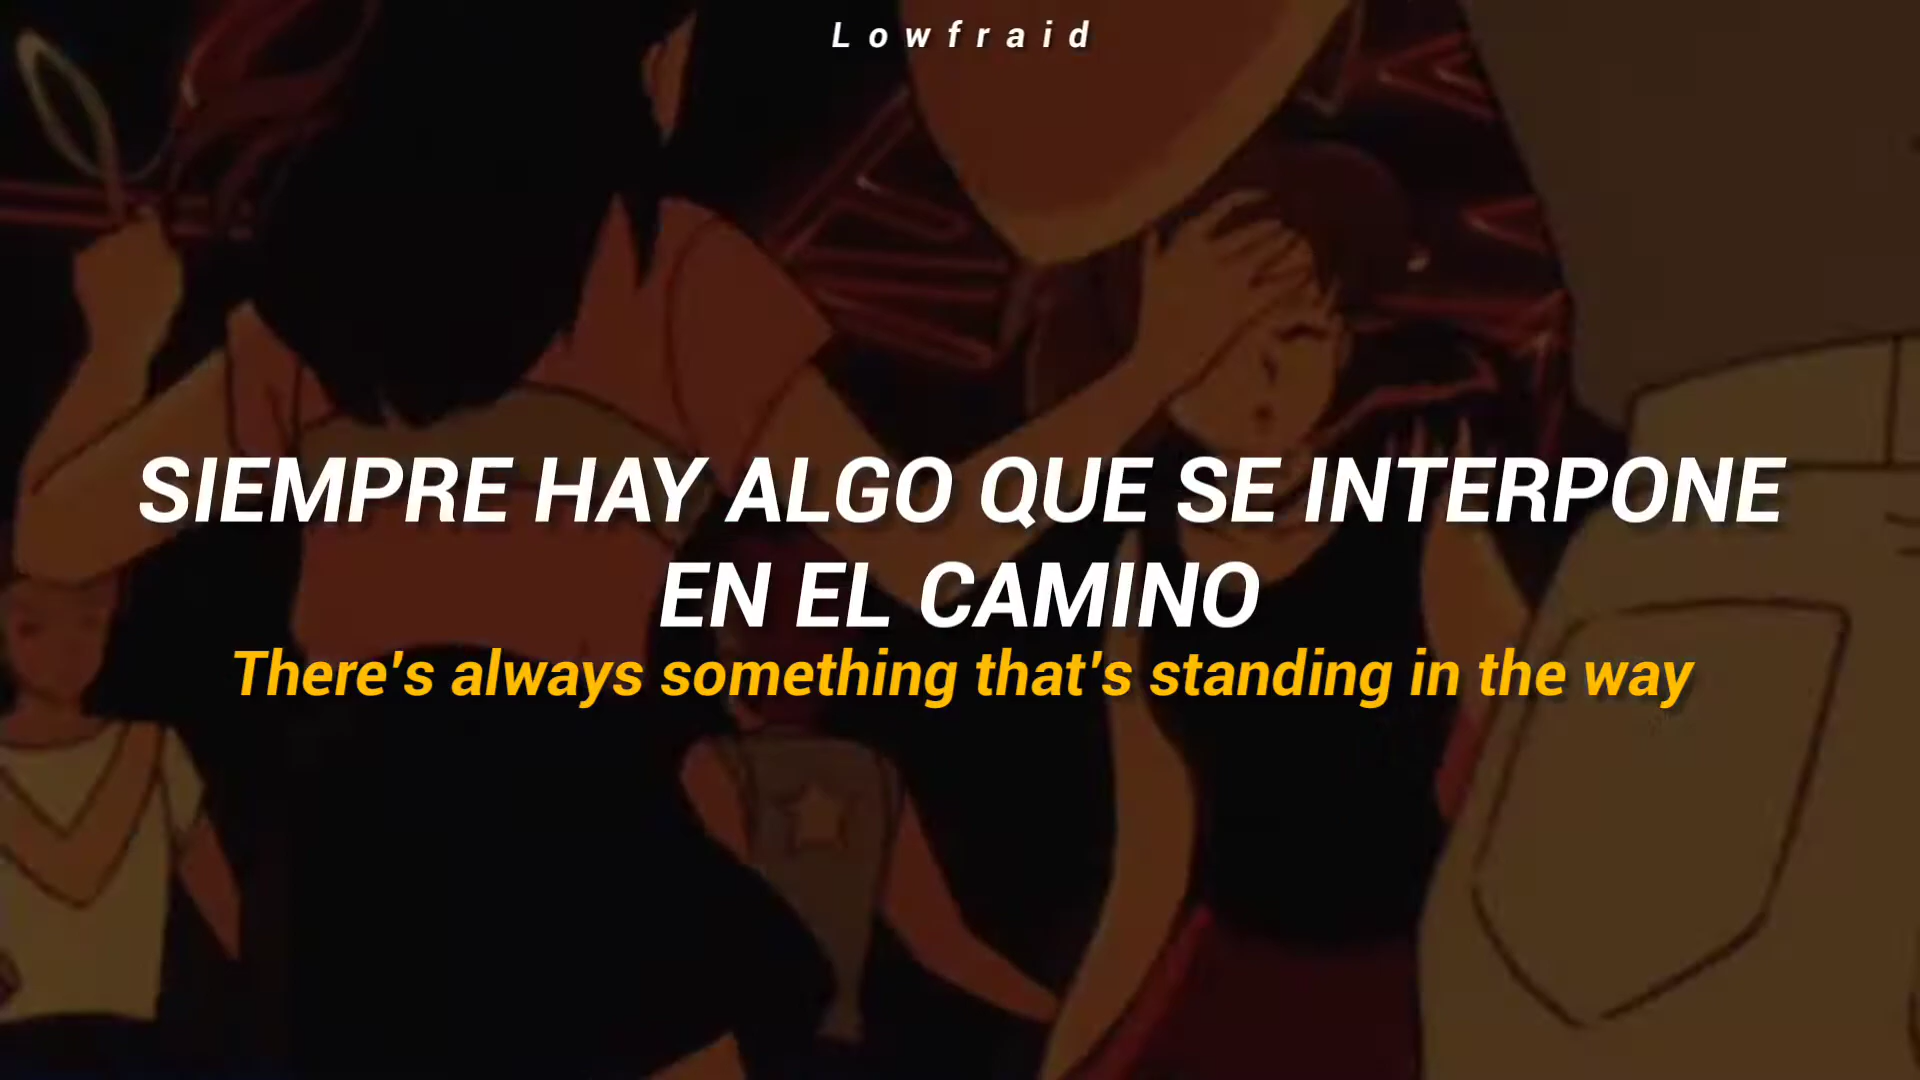 Lowfraid
SIEMPRE HAY ALGO QUE SE INTERPONE
EN EL CAMINO
There's always something that's standing in the way